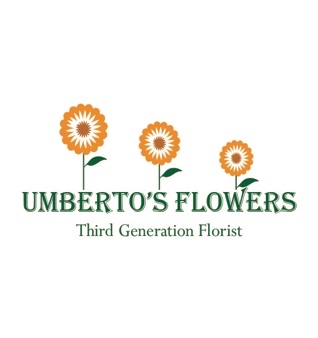 UMBERTO'S FLOWERS
Third Generation Florist